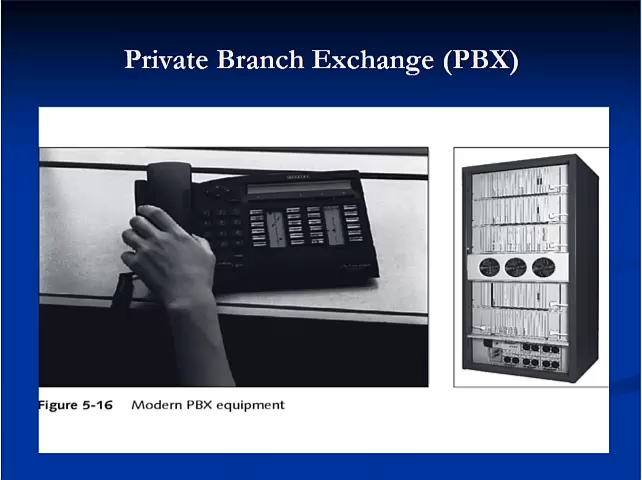 Private Branch Exchange (PBX)
Figure 5-16 Modern PBX equipment